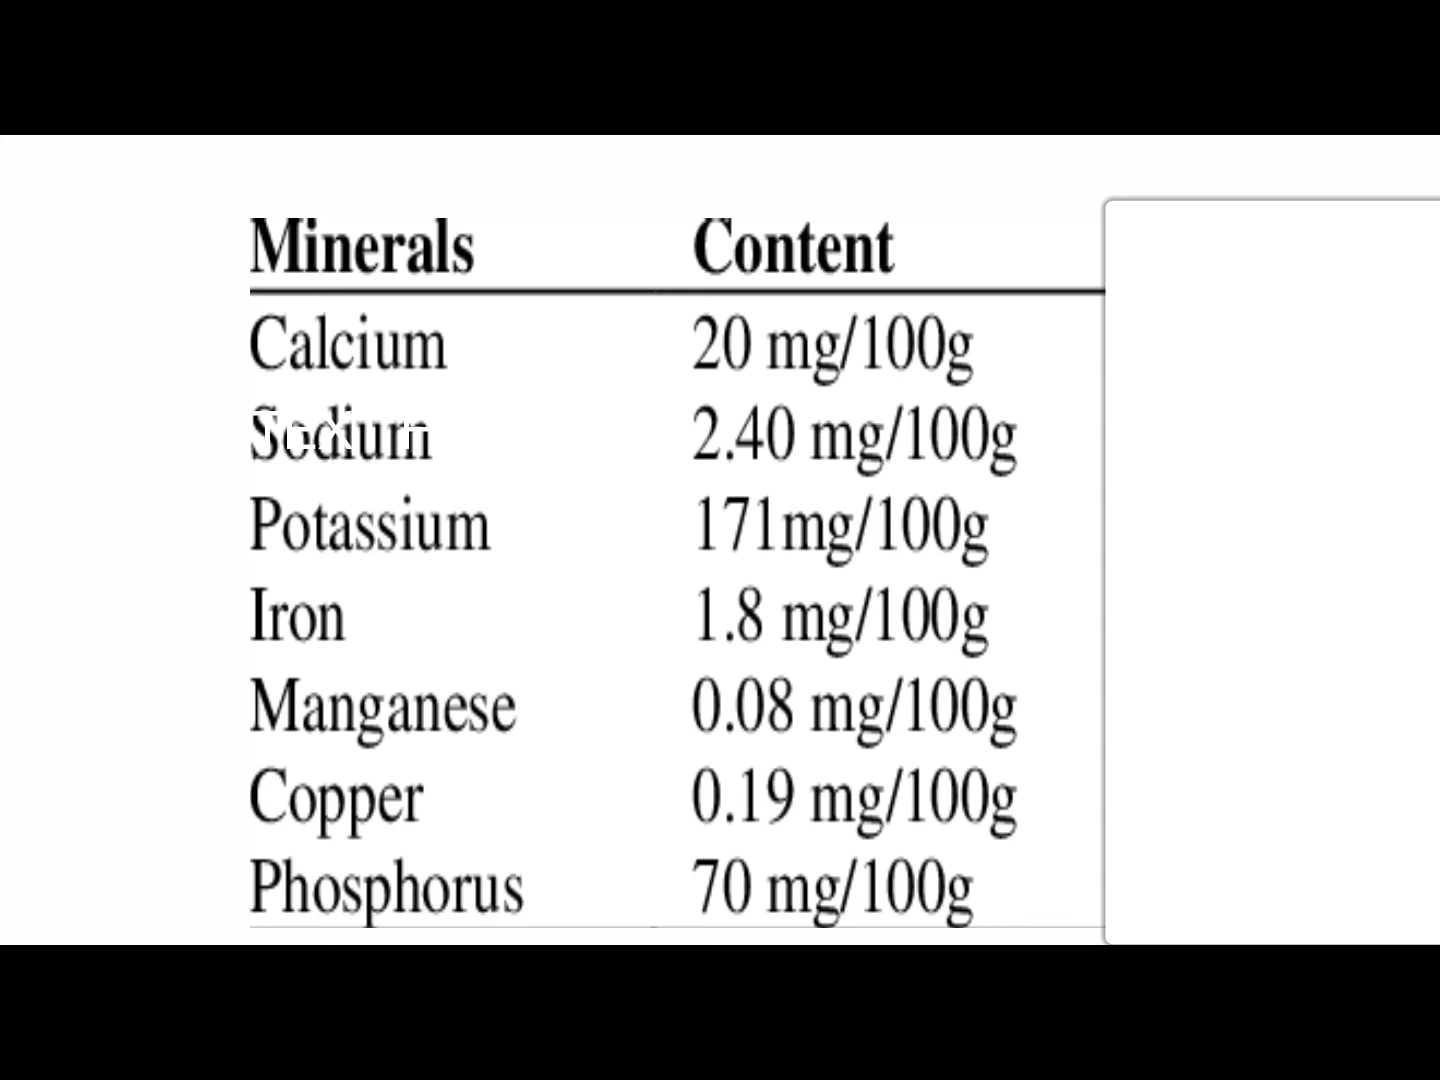 Minerals Content
Calcium 20 mg/100g
Sodium 2.40 mg/100g
Potassium 171mg/100g
Iron 1.8 mg/100g
Manganese 0.08 mg/100g
Copper 0.19 mg/100g
Phosphorus 70 mg/100g